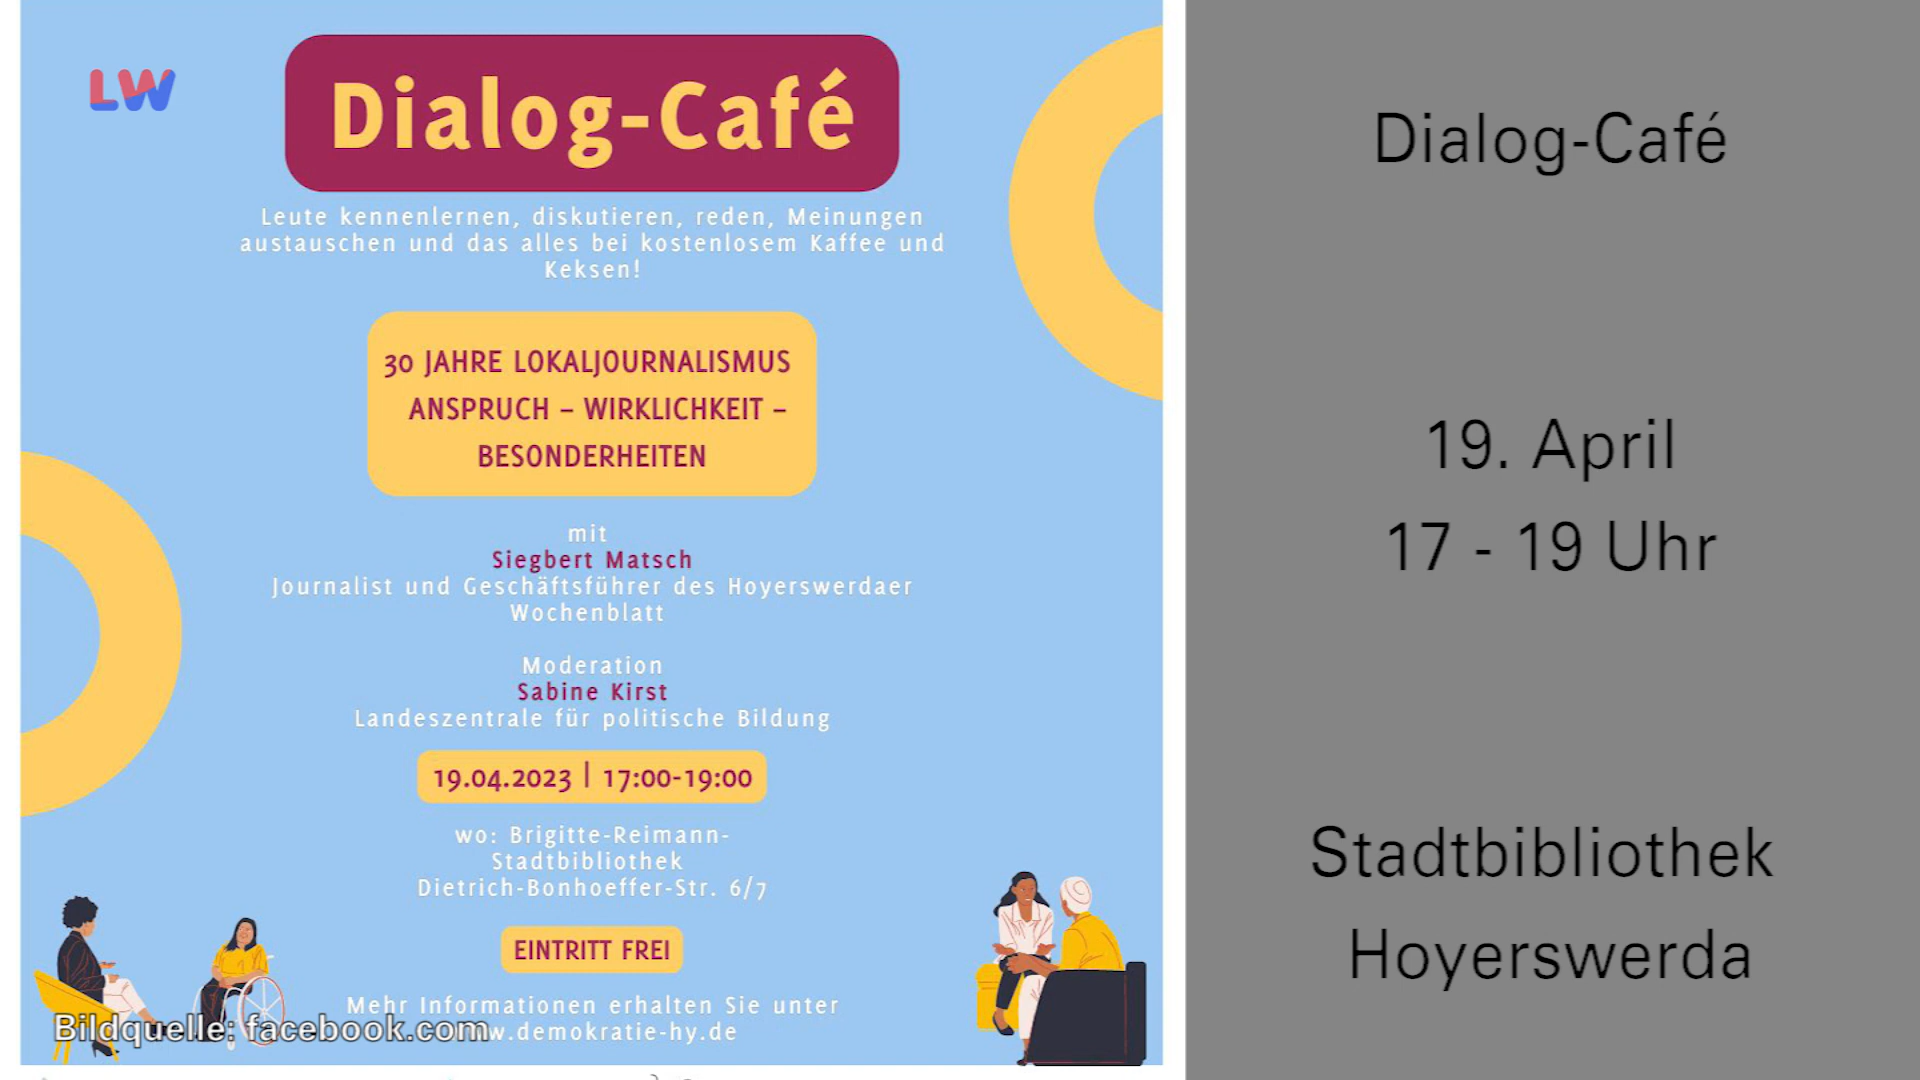 LW
Dialog-Café
Leute kennenlernen, diskutieren, reden, Meinungen
austauschen und das alles bei kostenlosem Kaffee und
Keksen!
30 JAHRE LOKALJOURNALISMUS
ANSPRUCH – WIRKLICHKEIT –
BESONDERHEITEN
mit
Siegbert Matsch
Journalist und Geschäftsführer des Hoyerswerdaer
Wochenblatt
Moderation
Sabine Kirst
Landeszentrale für politische Bildung
19.04.2023 | 17:00-19:00
wo: Brigitte-Reimann-
Stadtbibliothek
Dietrich-Bonhoeffer-Str. 6/7
EINTRITT FREI
Mehr Informationen erhalten Sie unter
w.demokratie-hy.de
Bildquelle: facebook.com
Dialog-Café
19. April
17 - 19 Uhr
Stadtbibliothek
Hoyerswerda